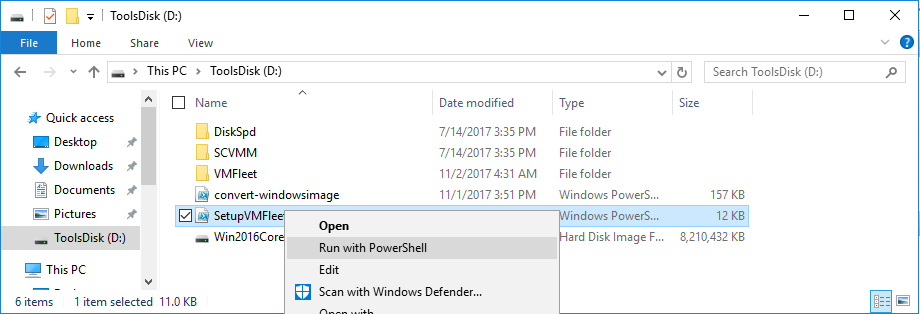 ToolsDisk (D:)
File Home Share View
This PC ToolsDisk (D:) Search ToolsDisk (D:)
Name Date modified Type Size
Quick access
Desktop
Downloads
Documents
Pictures
ToolsDisk (D:)
This PC
DiskSpd 7/14/2017 3:35 PM File folder
SCVMM 7/14/2017 3:35 PM File folder
VMFleet 11/2/2017 4:31 AM File folder
convert-windowsimage 11/1/2017 3:51 PM Windows PowerS... 157 KB
SetupVMFleet Windows PowerS... 12 KB
Win2016Core Hard Disk Image F... 8,210,432 KB
Open
Run with PowerShell
Edit
Scan with Windows Defender...
Open with
6 items 1 item selected 11.0 KB